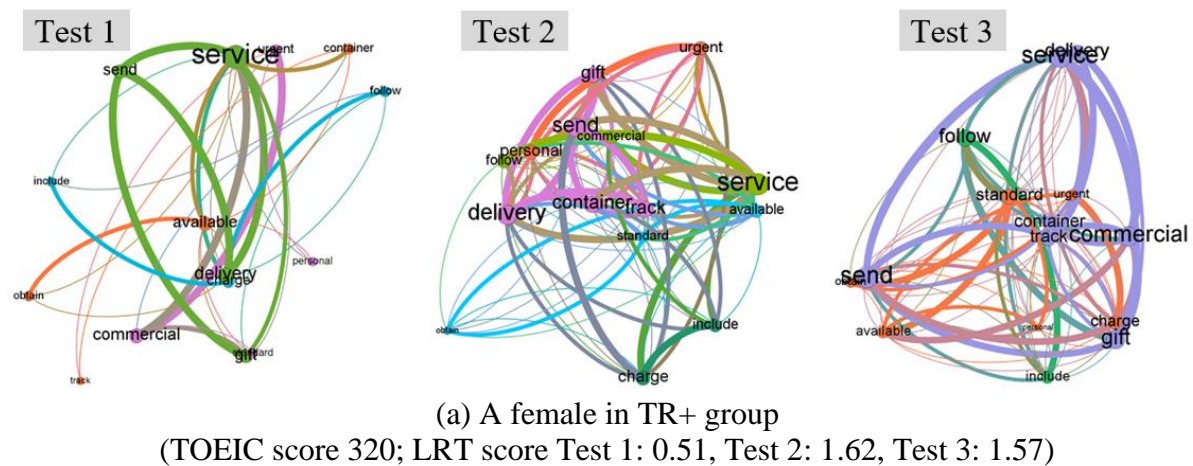 Test 1
service
urgent
container
send
follow
include
available
delivery
charge
personal
obtain
commercial
gift
standard
track
Test 2
urgent
gift
send
commercial
personal
follow
service
delivery
container
track
available
standard
obtain
include
charge
Test 3
delivery
service
follow
standard
urgent
container
track
commercial
send
obtain
available
personal
charge
gift
include
(a) A female in TR+ group
(TOEIC score 320; LRT score Test 1: 0.51, Test 2: 1.62, Test 3: 1.57)